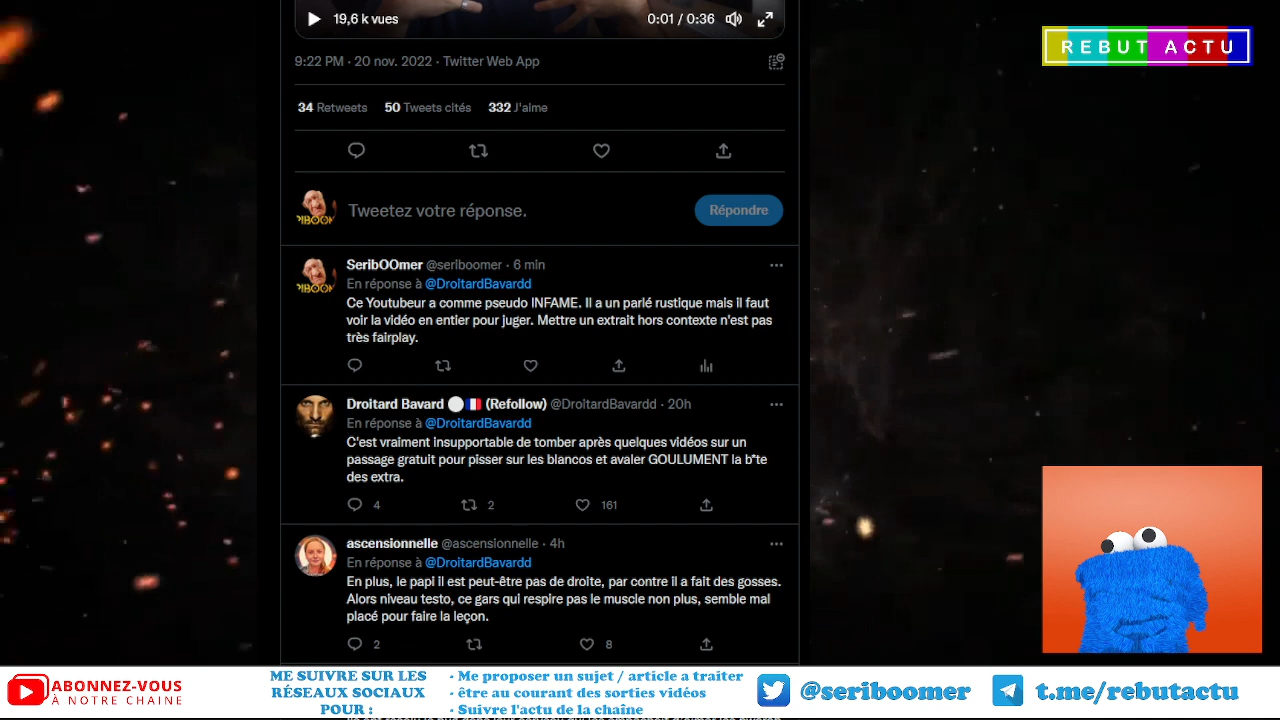 19,6 k vues
0:01 / 0:36
REBUT ACTU
9:22 PM · 20 nov. 2022 · Twitter Web App
34 Retweets 50 Tweets cités 332 J'aime
Tweetez votre réponse.
Répondre
SeribOOmer @seriboomer · 6 min
En réponse à @DroitardBavardd
Ce Youtubeur a comme pseudo INFAME. Il a un parlé rustique mais il faut
voir la vidéo en entier pour juger. Mettre un extrait hors contexte n'est pas
très fairplay.
Droitard Bavard (Refollow) @DroitardBavardd · 20h
En réponse à @DroitardBavardd
C'est vraiment insupportable de tomber après quelques vidéos sur un
passage gratuit pour pisser sur les blancos et avaler GOULUMENT la b*te
des extra.
4 2 161
ascensionnelle @ascensionnelle · 4h
En réponse à @DroitardBavardd
En plus, le papi il est peut-être pas de droite, par contre il a fait des gosses.
Alors niveau testo, ce gars qui respire pas le muscle non plus, semble mal
placé pour faire la leçon.
2 8
ABONNEZ-VOUS
À NOTRE CHAINE
ME SUIVRE SUR LES
RÉSEAUX SOCIAUX
POUR :
- Me proposer un sujet / article a traiter
- être au courant des sorties vidéos
- Suivre l'actu de la chaîne
@seriboomer
t.me/rebutactu